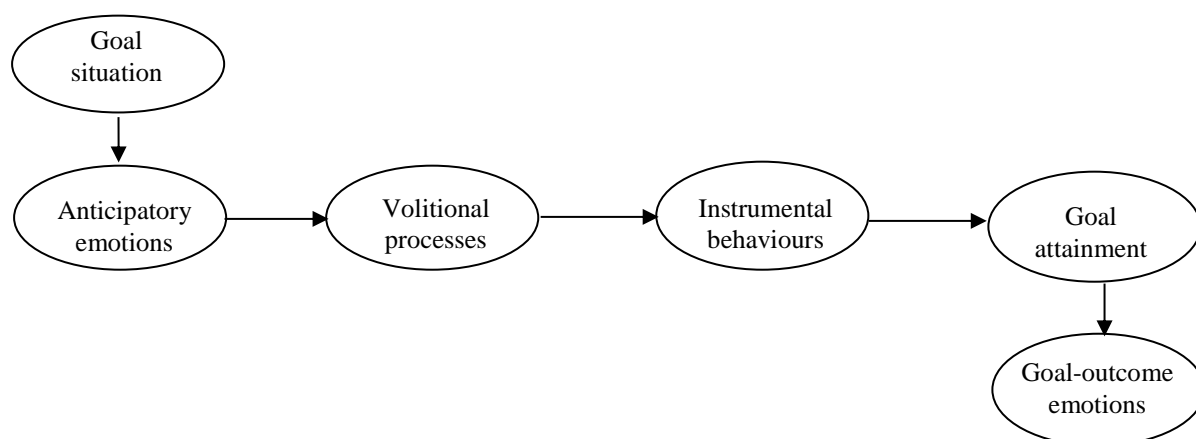 Goal
situation
Anticipatory
emotions
Volitional
processes
Instrumental
behaviours
Goal
attainment
Goal-outcome
emotions